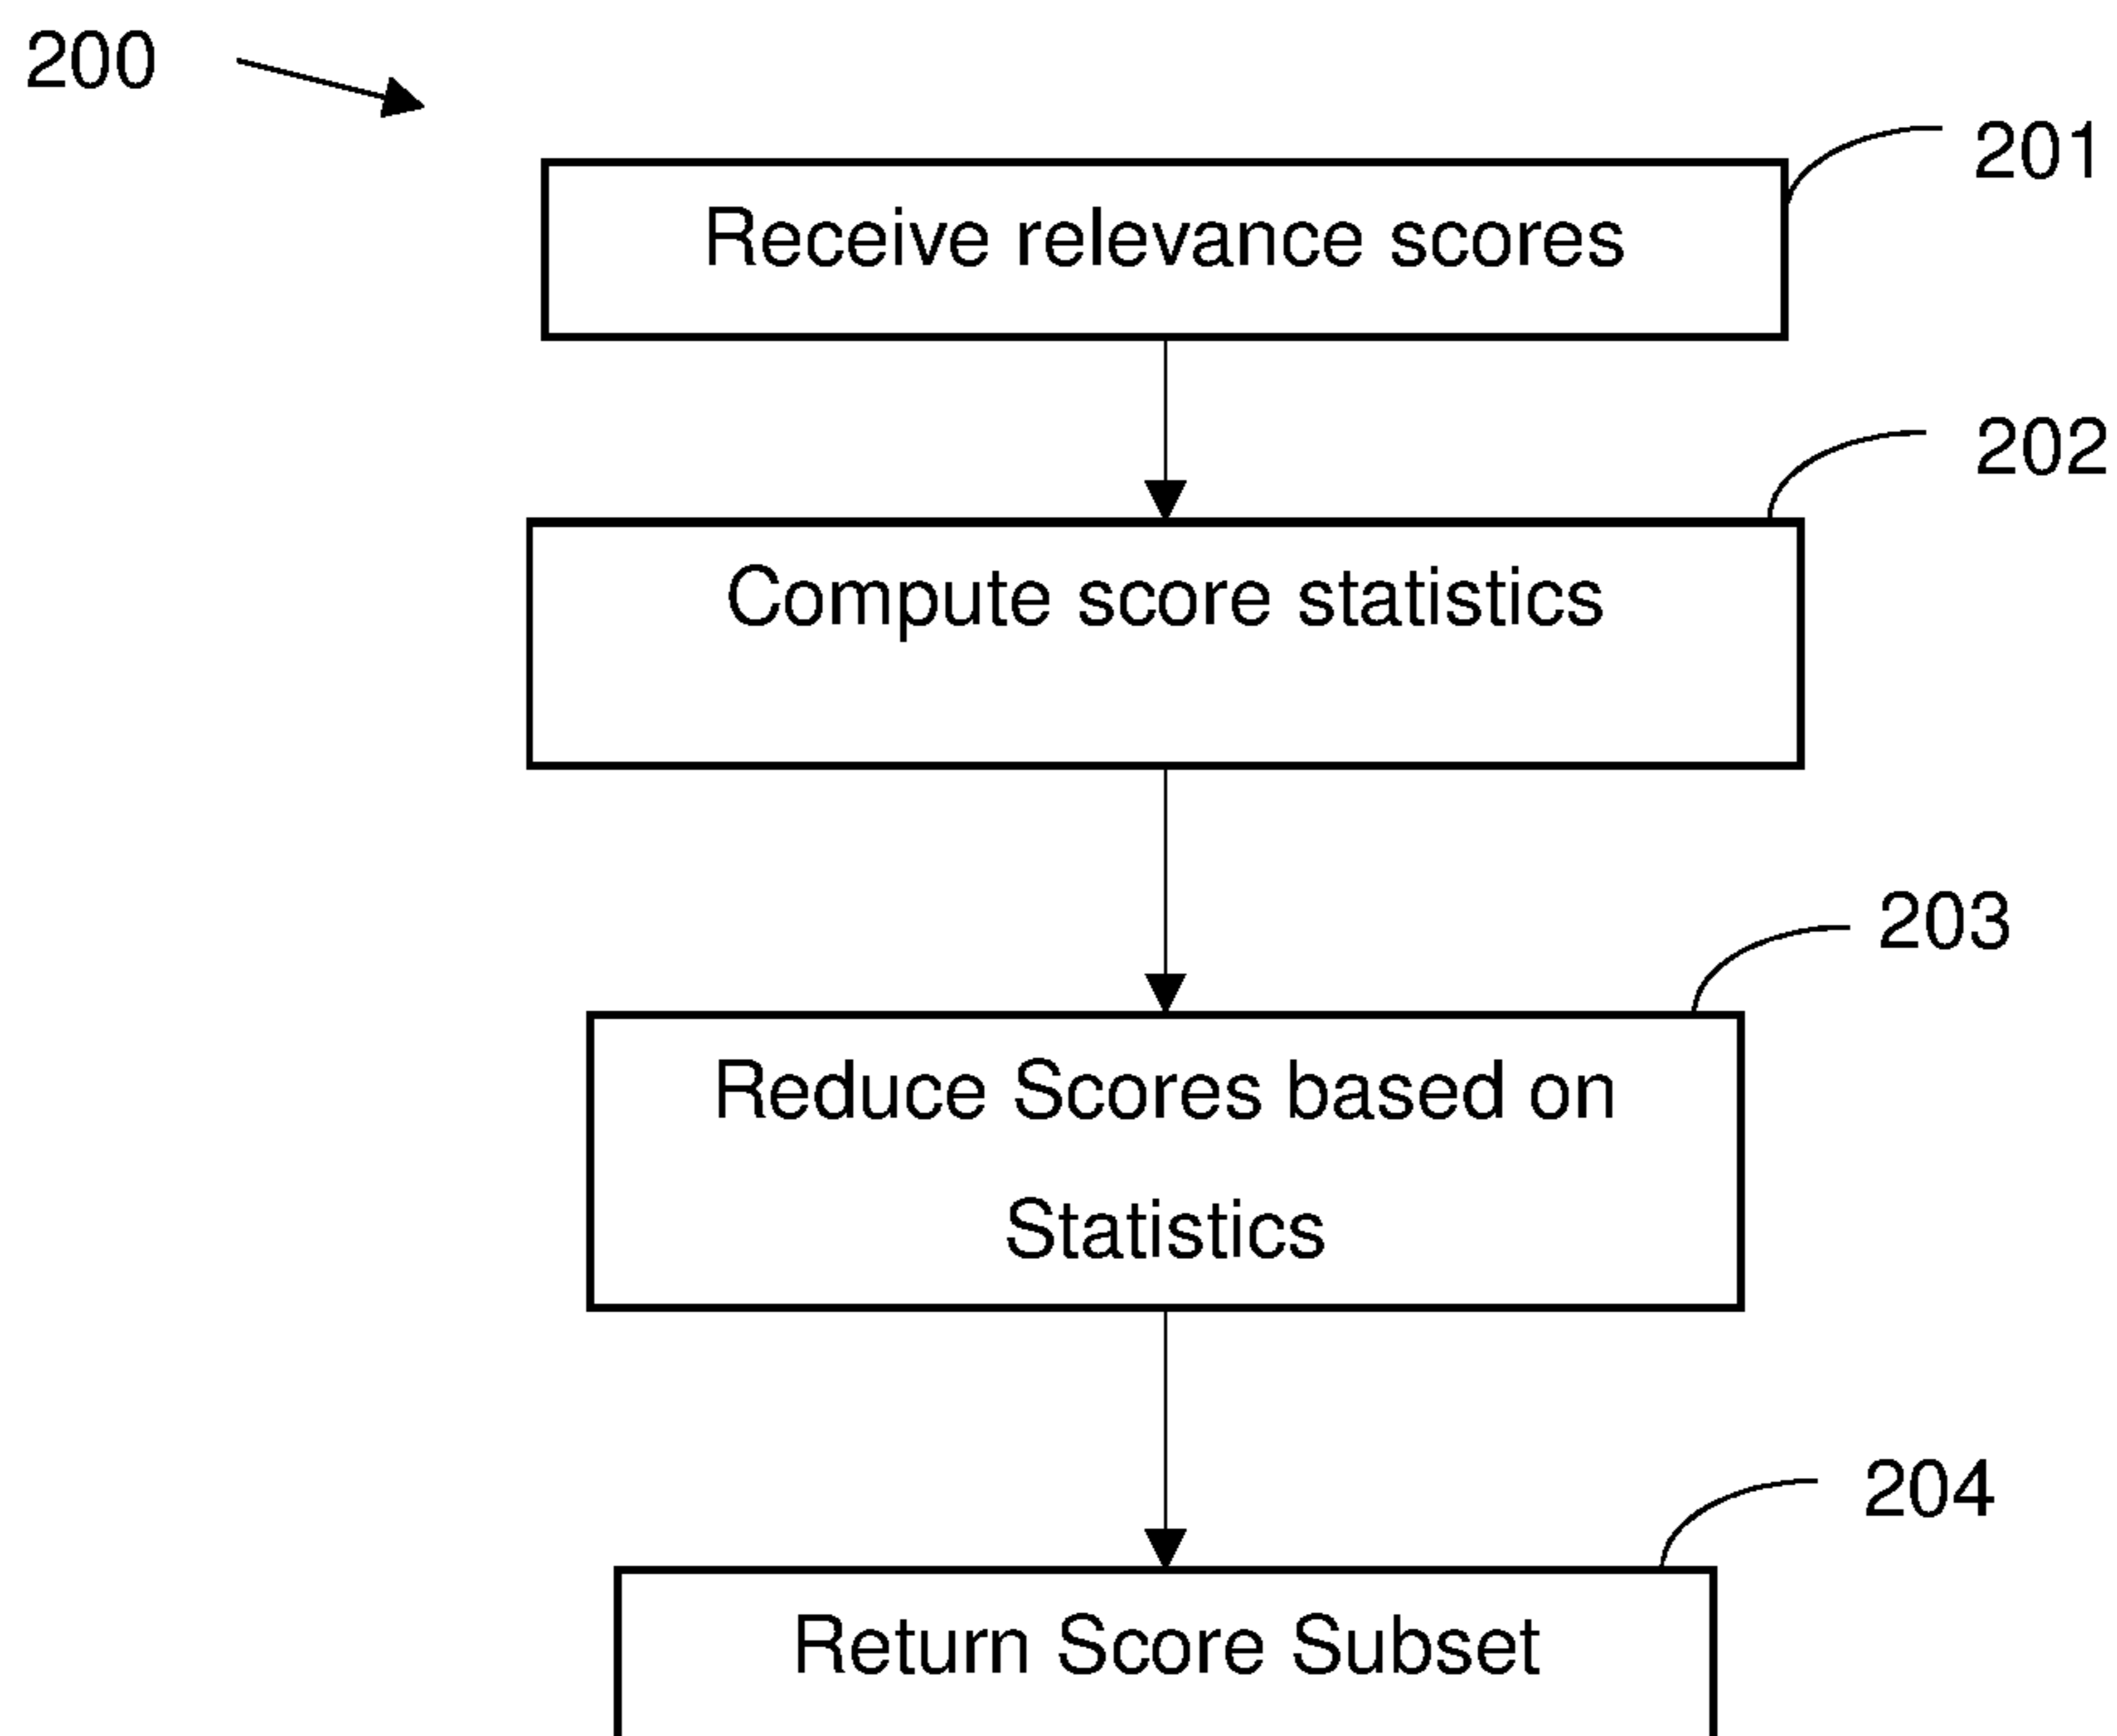 200
201
Receive relevance scores
202
Compute score statistics
203
Reduce Scores based on
Statistics
204
Return Score Subset